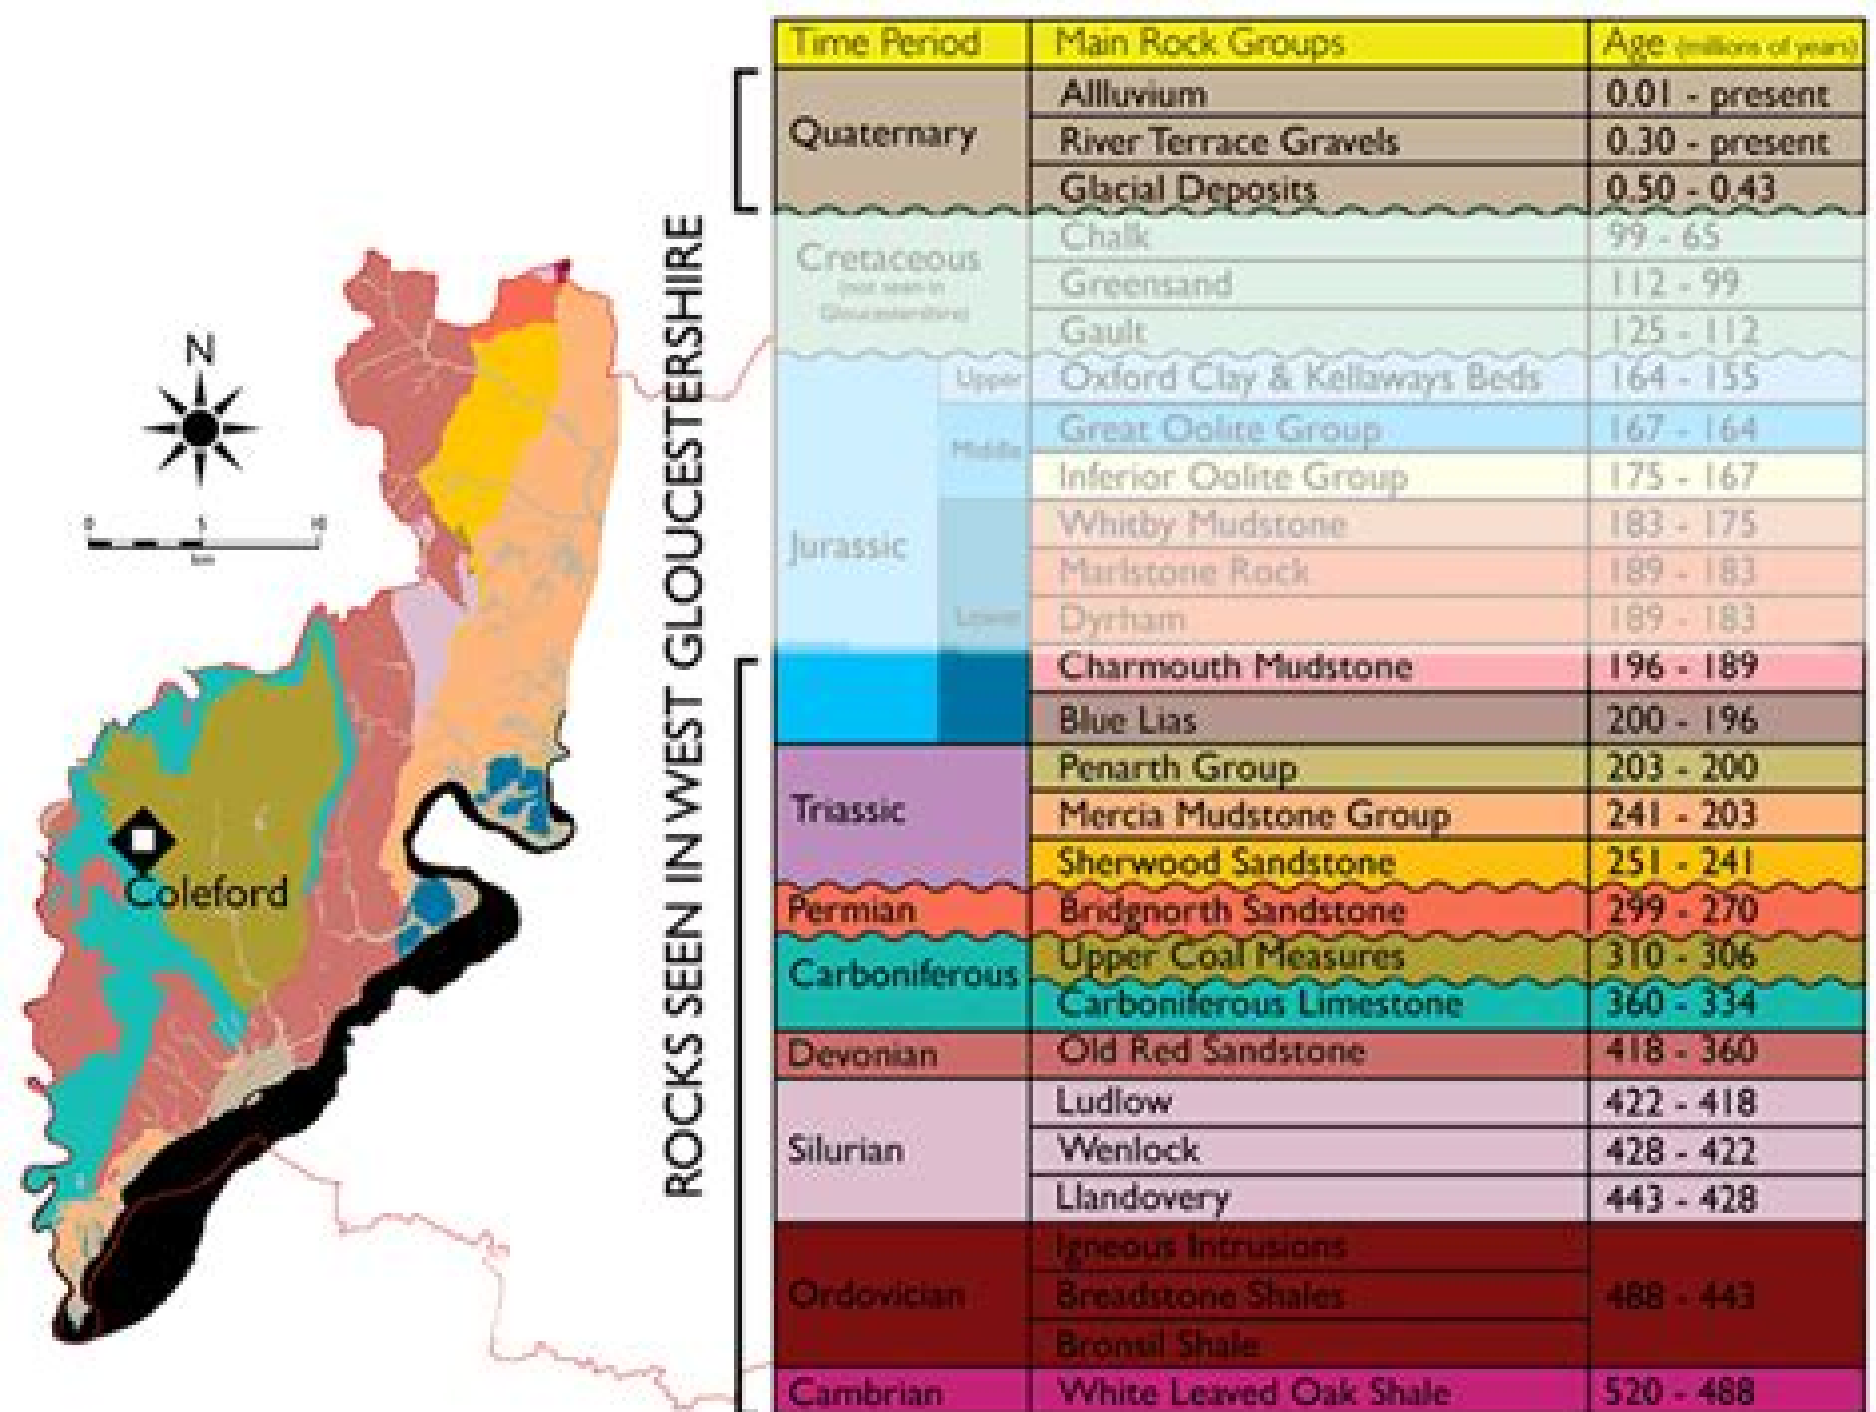 N
0 5 10
km
Coleford
ROCKS SEEN IN WEST GLOUCESTERSHIRE
Time Period Main Rock Groups Age (millions of years)
Quaternary
Allluvium 0.01 - present
River Terrace Gravels 0.30 - present
Glacial Deposits 0.50 - 0.43
Cretaceous
(not seen in
Gloucestershire)
Chalk 99 - 65
Greensand 112 - 99
Gault 125 - 112
Jurassic
Upper Oxford Clay & Kellaways Beds 164 - 155
Middle
Great Oolite Group 167 - 164
Inferior Oolite Group 175 - 167
Lower
Whitby Mudstone 183 - 175
Marlstone Rock 189 - 183
Dyrham 189 - 183
Charmouth Mudstone 196 - 189
Blue Lias 200 - 196
Triassic
Penarth Group 203 - 200
Mercia Mudstone Group 241 - 203
Sherwood Sandstone 251 - 241
Permian Bridgnorth Sandstone 299 - 270
Carboniferous
Upper Coal Measures 310 - 306
Carboniferous Limestone 360 - 334
Devonian Old Red Sandstone 418 - 360
Silurian
Ludlow 422 - 418
Wenlock 428 - 422
Llandovery 443 - 428
Ordovician
Igneous Intrusions
Breadstone Shales 488 - 443
Bronsil Shale
Cambrian White Leaved Oak Shale 520 - 488